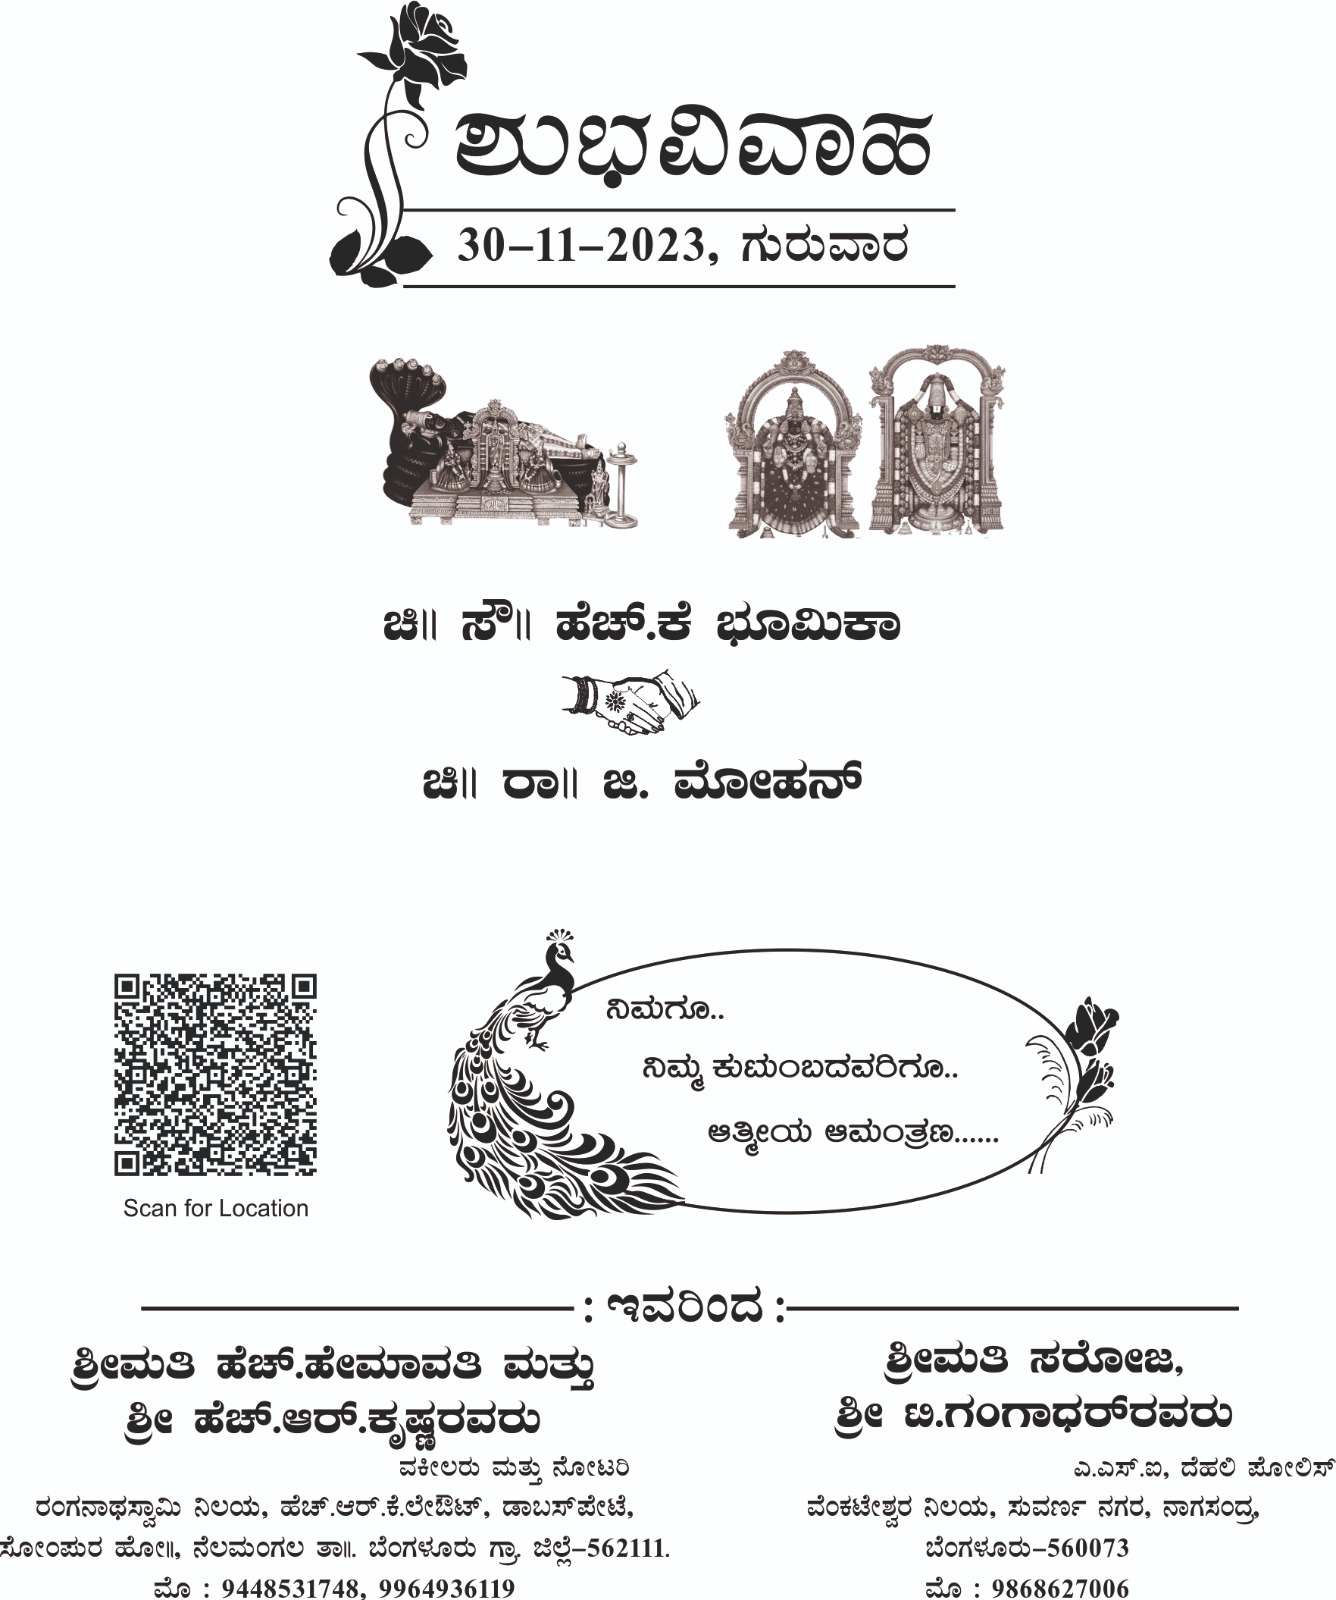 ಶುಭವಿವಾಹ
30-11-2023, ಗುರುವಾರ
ಚಿ॥ ಸೌ॥ ಹೆಚ್.ಕೆ ಭೂಮಿಕಾ
ಚಿ॥ ರಾ॥ ಜಿ. ಮೋಹನ್
ನಿಮಗೂ..
ನಿಮ್ಮ ಕುಟುಂಬದವರಿಗೂ..
ಆತ್ಮೀಯ ಆಮಂತ್ರಣ......
Scan for Location
: ಇವರಿಂದ :
ಶ್ರೀಮತಿ ಹೆಚ್.ಹೇಮಾವತಿ ಮತ್ತು
ಶ್ರೀ ಹೆಚ್.ಆರ್.ಕೃಷ್ಣರವರು
ವಕೀಲರು ಮತ್ತು ನೋಟರಿ
ರಂಗನಾಥಸ್ವಾಮಿ ನಿಲಯ, ಹೆಚ್.ಆರ್.ಕೆ.ಲೇಔಟ್, ಡಾಬಸ್‌ಪೇಟೆ,
ಸೋಂಪುರ ಹೋ॥, ನೆಲಮಂಗಲ ತಾ॥. ಬೆಂಗಳೂರು ಗ್ರಾ. ಜಿಲ್ಲೆ-562111.
ಮೊ : 9448531748, 9964936119
ಶ್ರೀಮತಿ ಸರೋಜ,
ಶ್ರೀ ಟಿ.ಗಂಗಾಧರ್‌ರವರು
ಎ.ಎಸ್.ಐ, ದೆಹಲಿ ಪೋಲಿಸ್
ವೆಂಕಟೇಶ್ವರ ನಿಲಯ, ಸುವರ್ಣ ನಗರ, ನಾಗಸಂದ್ರ,
ಬೆಂಗಳೂರು-560073
ಮೊ : 9868627006